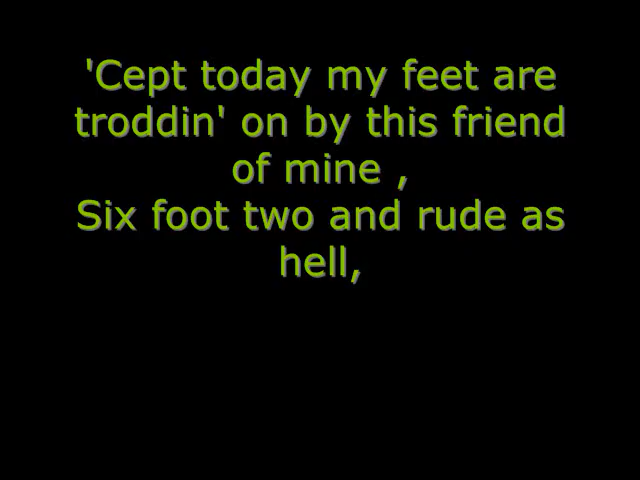 'Cept today my feet are
troddin' on by this friend
of mine ,
Six foot two and rude as
hell,